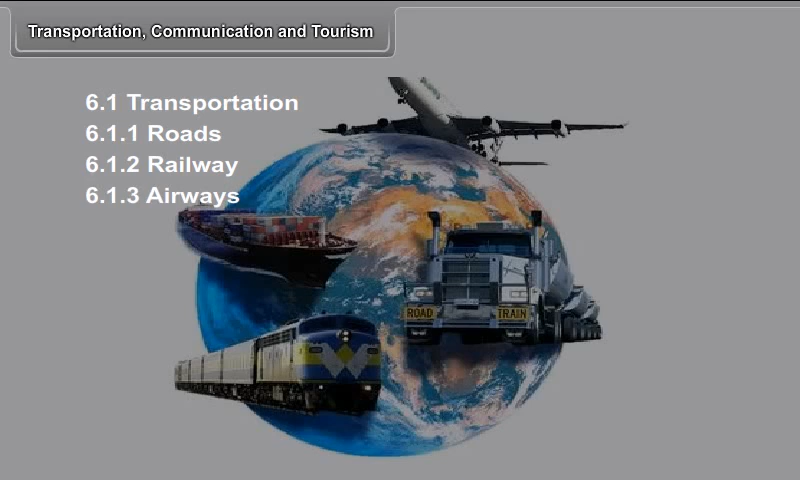 Transportation, Communication and Tourism
6.1 Transportation
6.1.1 Roads
6.1.2 Railway
6.1.3 Airways
ROAD TRAIN